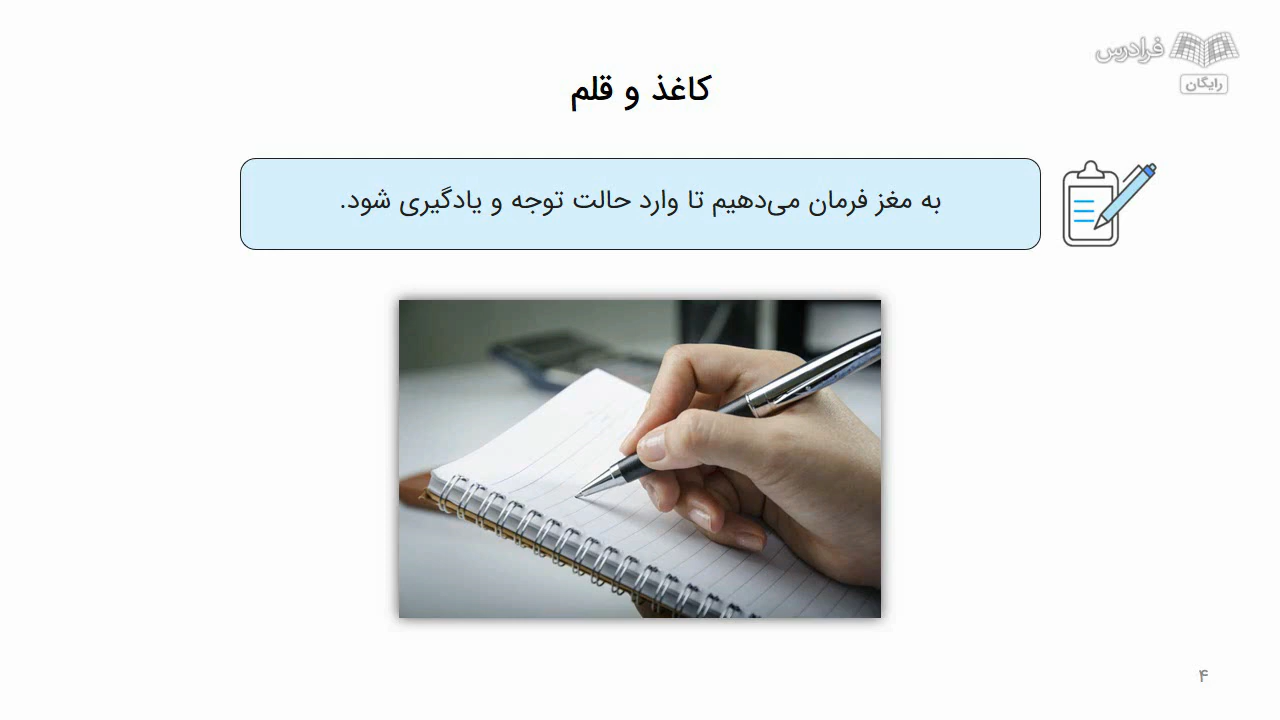 فرادرس
رایگان
کاغذ و قلم
به مغز فرمان می‌دهیم تا وارد حالت توجه و یادگیری شود.
۴